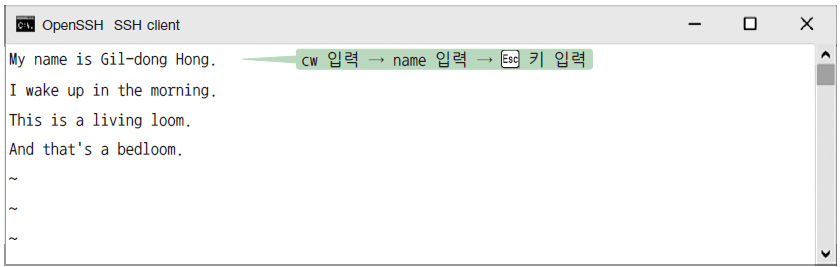 OpenSSH SSH client
My name is Gil-dong Hong.
cw 입력 → name 입력 → Esc 키 입력
I wake up in the morning.
This is a living loom.
And that's a bedloom.
~
~
~